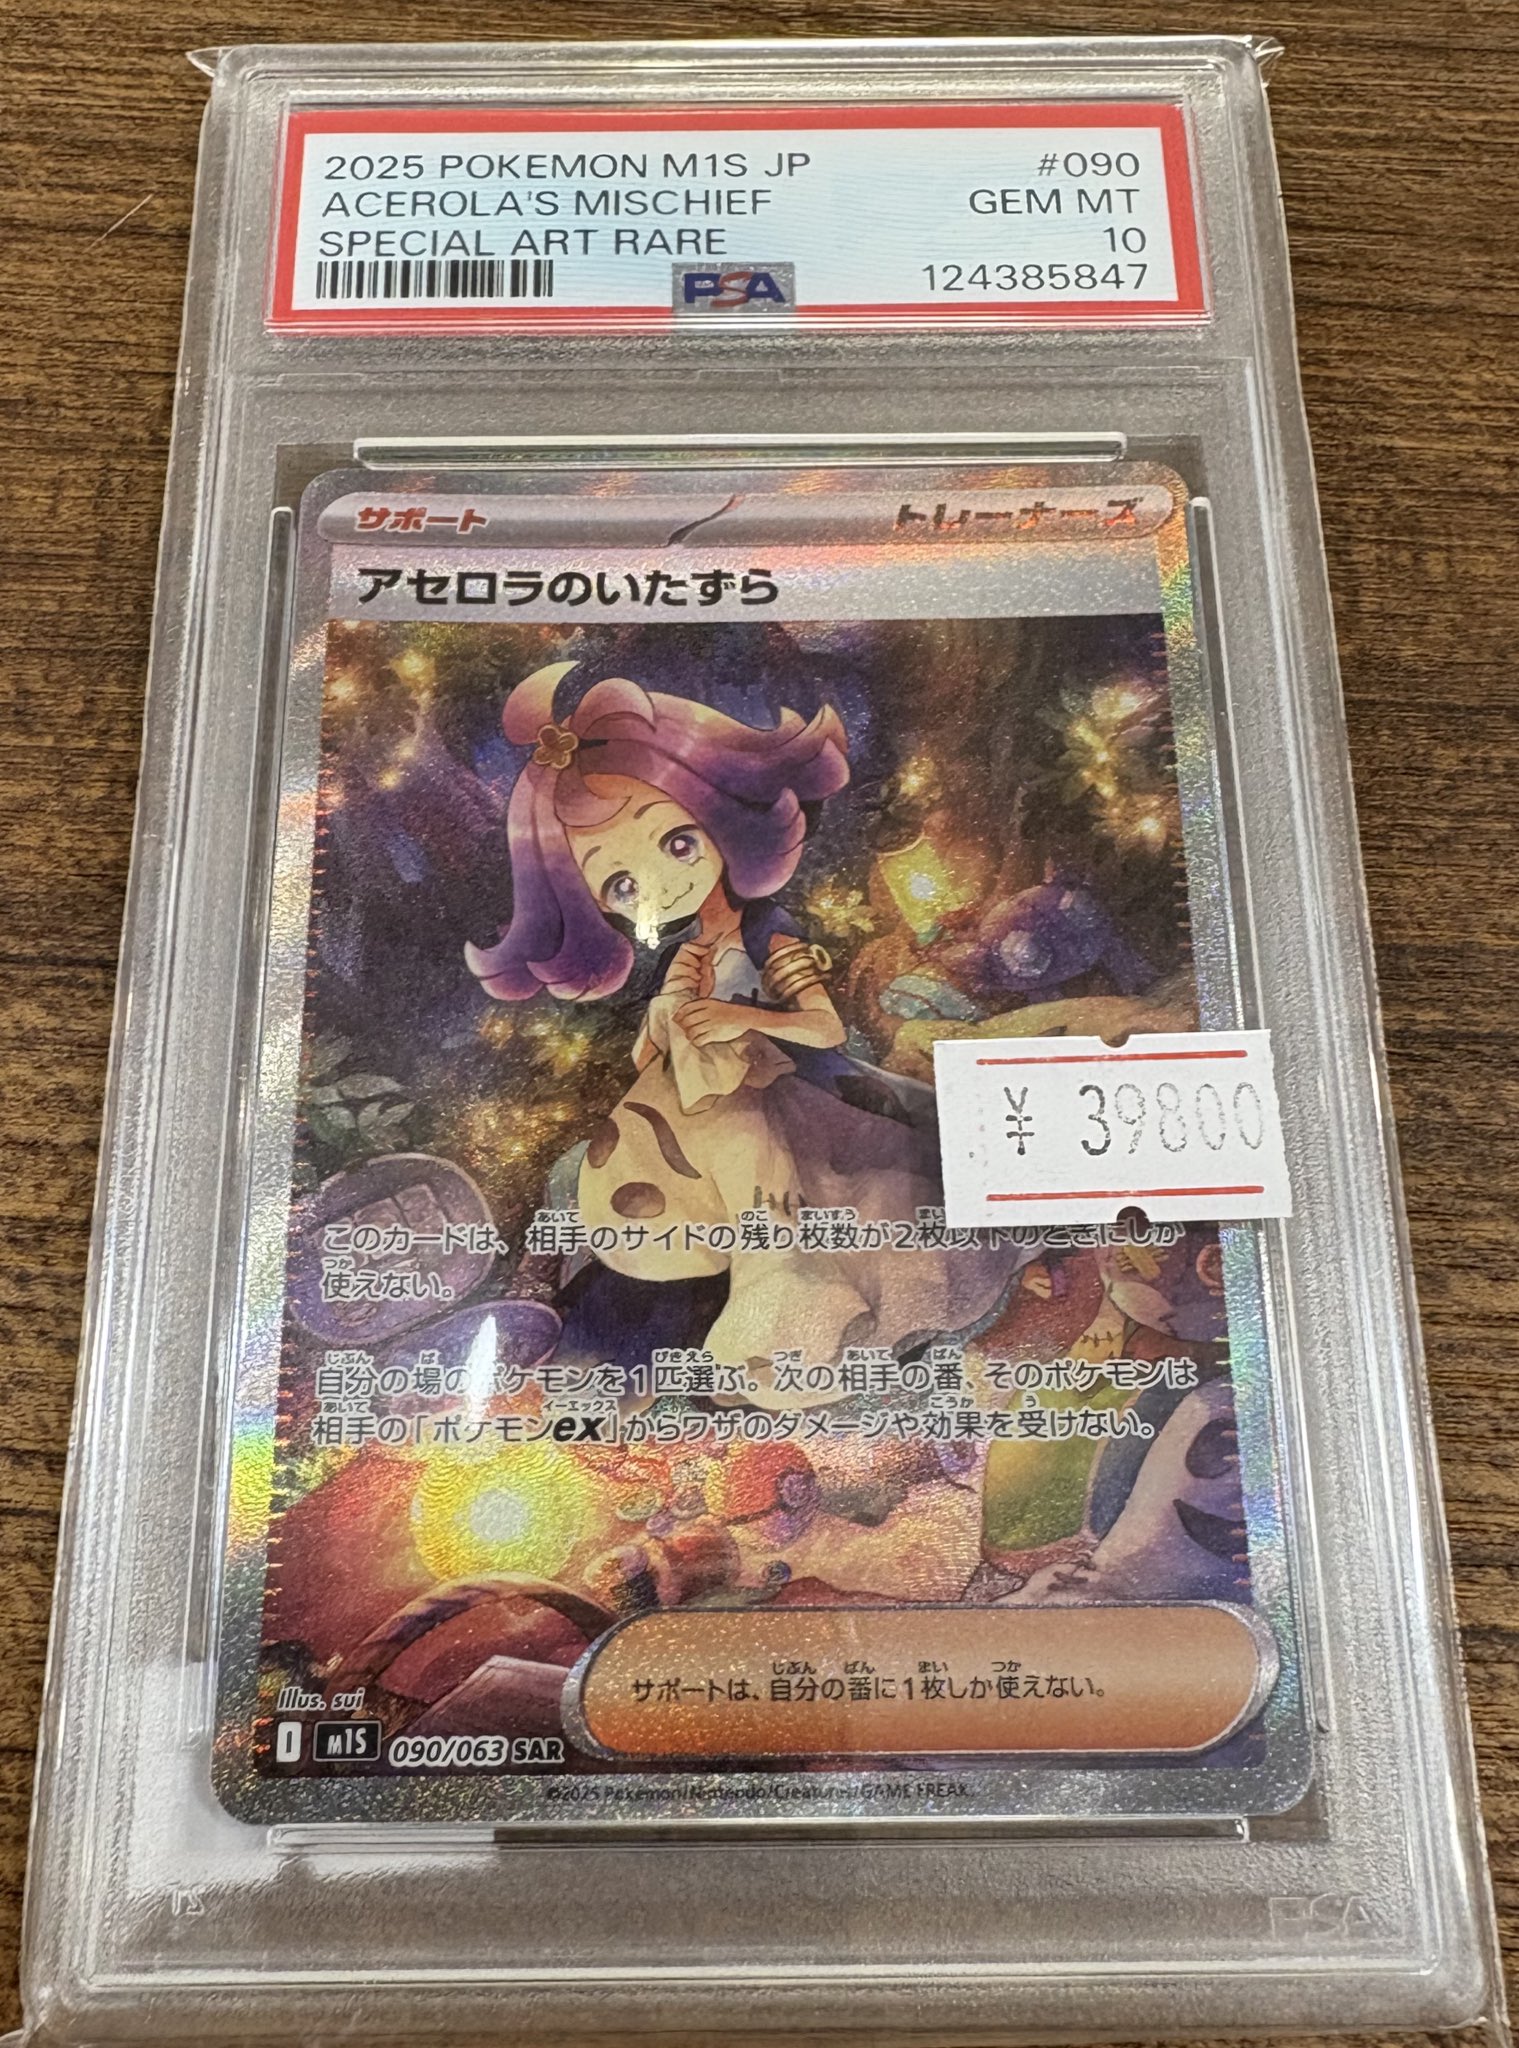 2025 POKEMON M1S JP #090
ACEROLA'S MISCHIEF GEM MT
SPECIAL ART RARE 10
PSA 124385847
サポート トレーナーズ
アセロラのいたずら
¥ 39800
このカードは、相手のサイドの残り枚数が2枚以下のときにしか
使えない。
自分の場のポケモンを1匹選ぶ。次の相手の番、そのポケモンは
相手の「ポケモンex」からワザのダメージや効果を受けない。
サポートは、自分の番に1枚しか使えない。
Illus. sui
I M1S 090/063 SAR
©2025 Pokémon/Nintendo/Creatures/GAME FREAK.
PSA